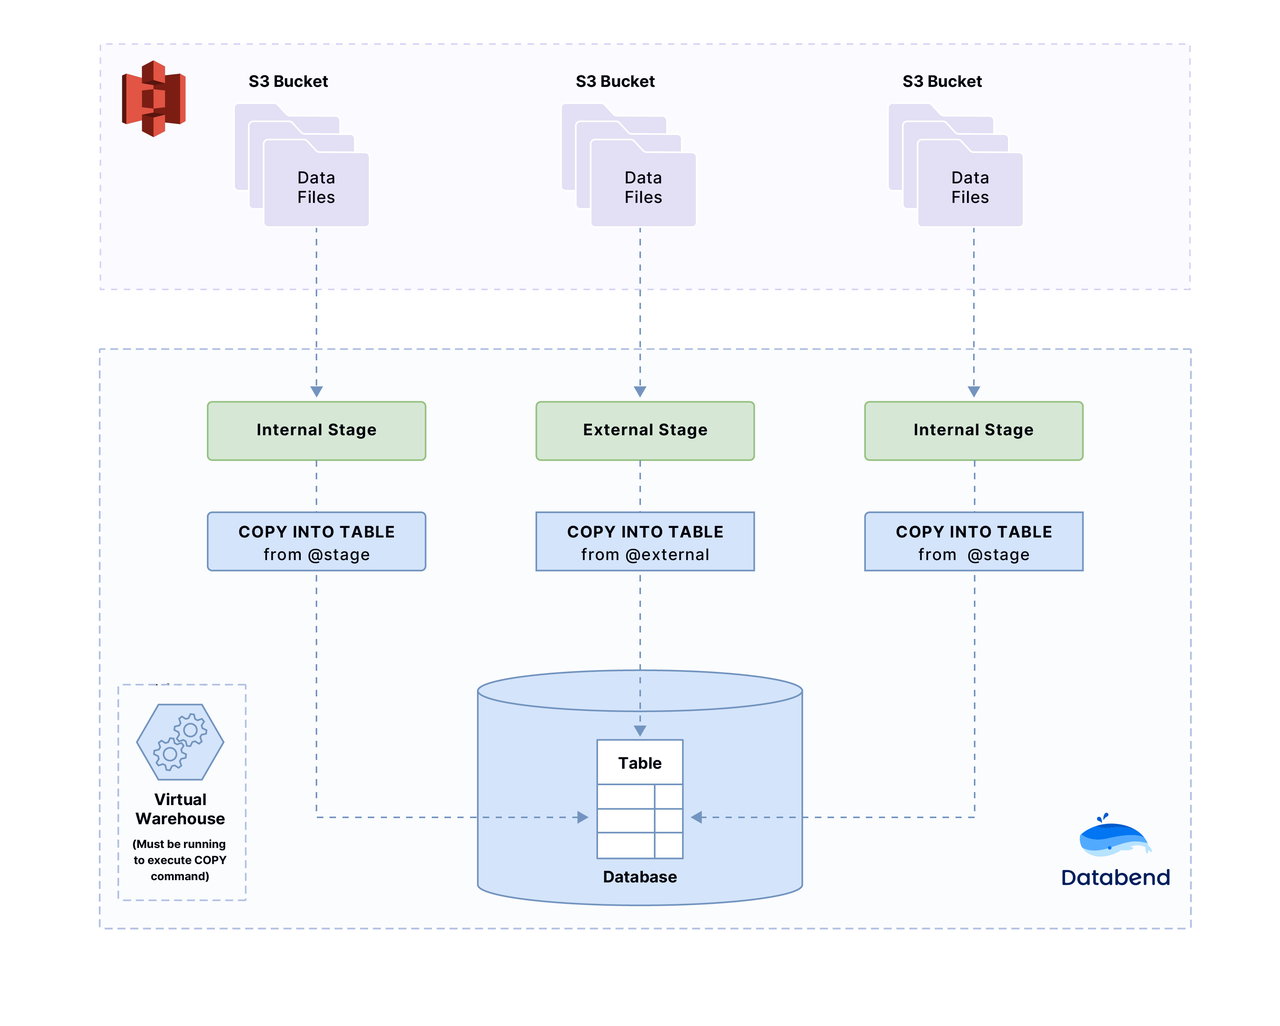 S3 Bucket
S3 Bucket
S3 Bucket
Data
Files
Data
Files
Data
Files
Internal Stage
External Stage
Internal Stage
COPY INTO TABLE
from @stage
COPY INTO TABLE
from @external
COPY INTO TABLE
from  @stage
Table
Database
Virtual
Warehouse
(Must be running
to execute COPY
command)
Databend